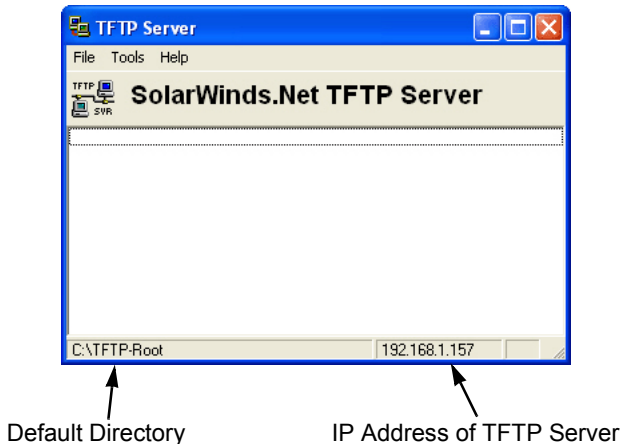 TFTP Server
File Tools Help
TFTP
SVR
SolarWinds.Net TFTP Server
C:\TFTP-Root 192.168.1.157
Default Directory IP Address of TFTP Server